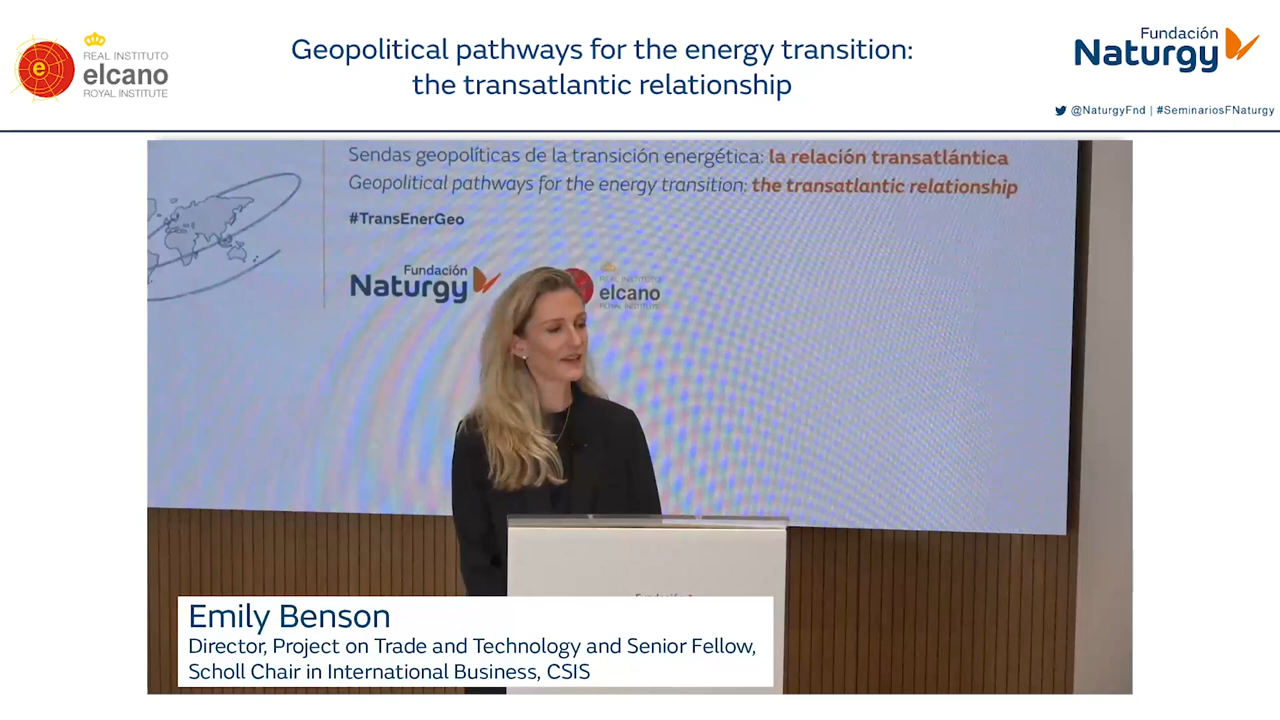 REAL INSTITUTO
elcano
ROYAL INSTITUTE
Geopolitical pathways for the energy transition:
the transatlantic relationship
Fundación
Naturgy
@NaturgyFnd | #SeminariosFNaturgy
Sendas geopolíticas de la transición energética: la relación transatlántica
Geopolitical pathways for the energy transition: the transatlantic relationship
#TransEnerGeo
Fundación
Naturgy
REAL INSTITUTO
elcano
ROYAL INSTITUTE
Emily Benson
Director, Project on Trade and Technology and Senior Fellow,
Scholl Chair in International Business, CSIS